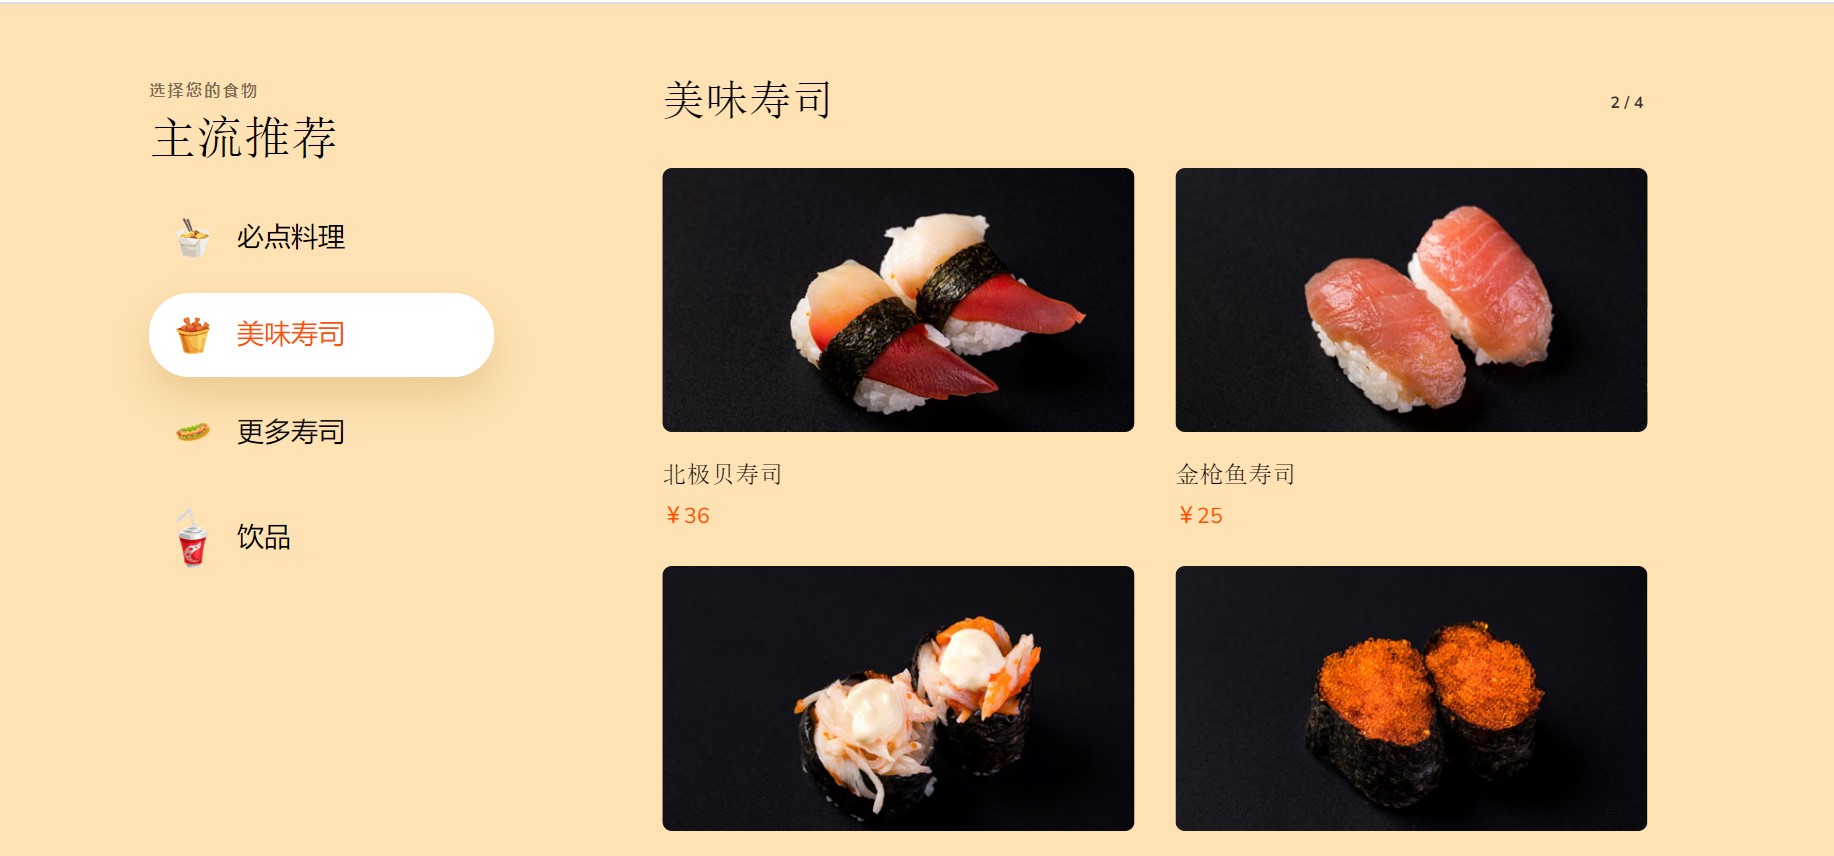 选择您的食物
主流推荐
必点料理
美味寿司
更多寿司
饮品
美味寿司
2 / 4
北极贝寿司
¥36
金枪鱼寿司
¥25